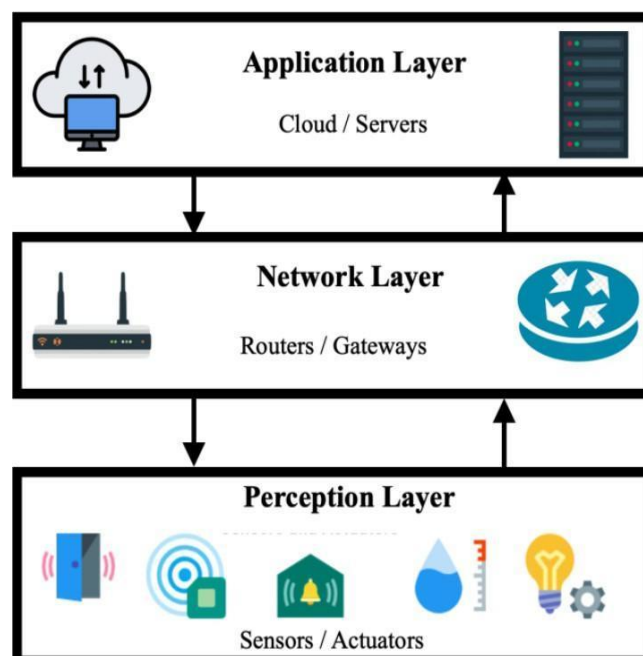 Application Layer
Cloud / Servers
Network Layer
Routers / Gateways
Perception Layer
Sensors / Actuators